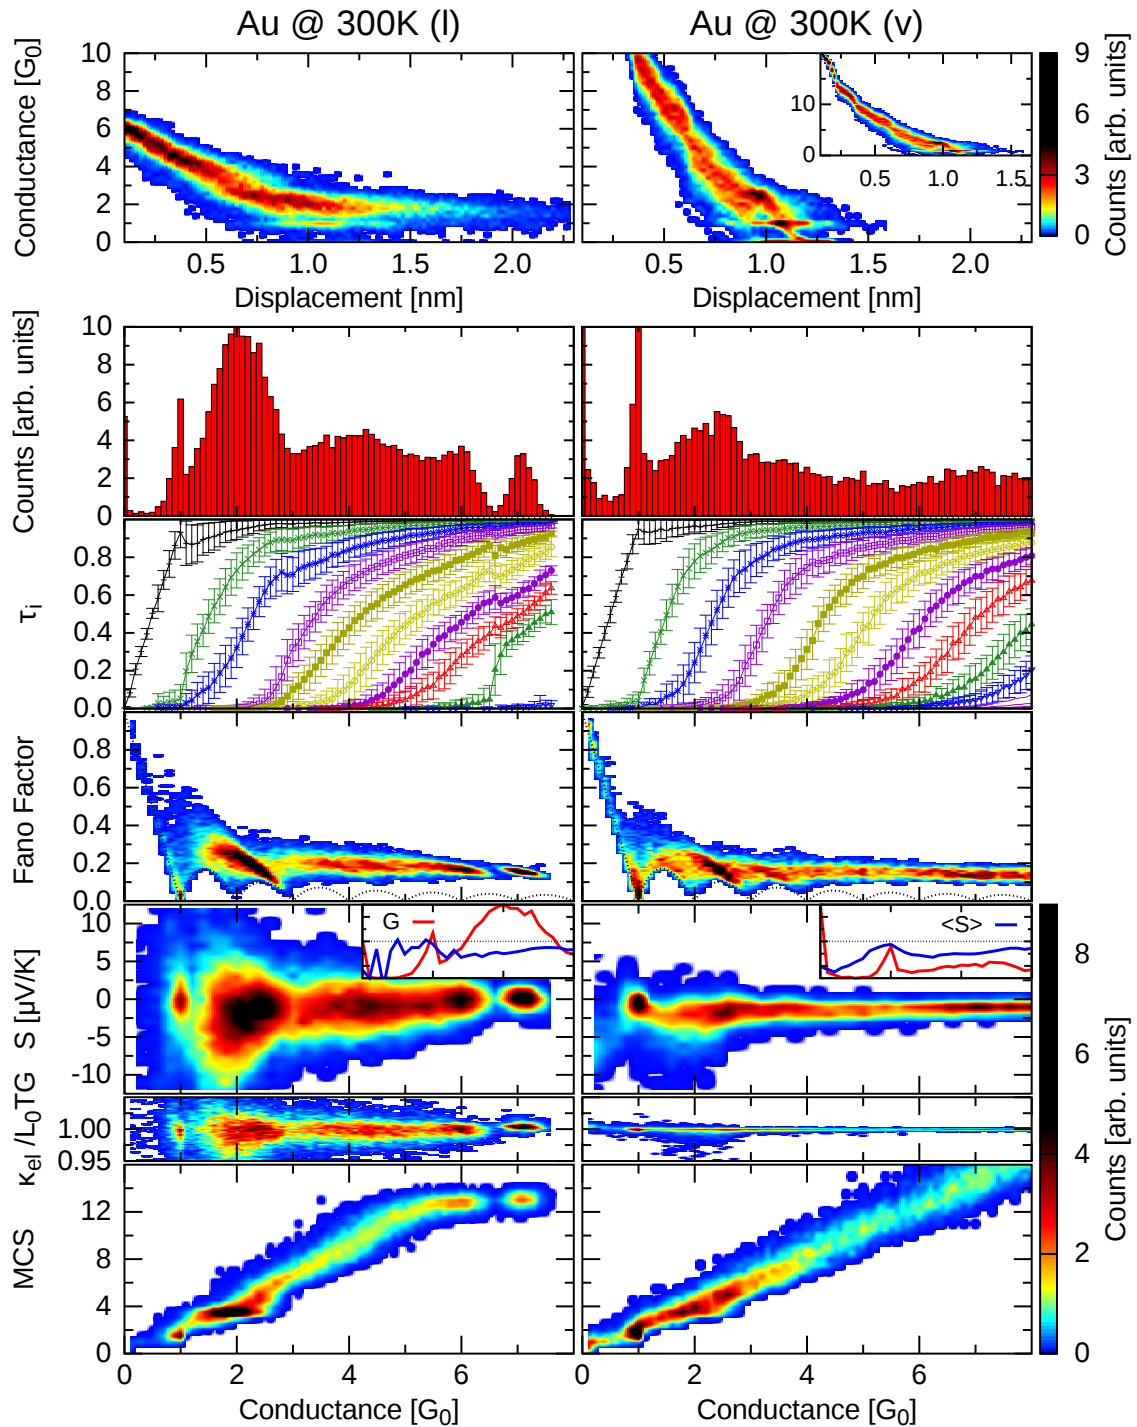 Au @ 300K (l) Au @ 300K (v)
Conductance [G0]
10
8
6
4
2
0
0.5 1.0 1.5 2.0
Displacement [nm]
10
0
0.5 1.0 1.5
0.5 1.0 1.5 2.0
Displacement [nm]
9
6
3
0
Counts [arb. units]
Counts [arb. units]
10
8
6
4
2
0
τi
0.8
0.6
0.4
0.2
0.0
Fano Factor
0.8
0.6
0.4
0.2
0.0
S [µV/K]
10
5
0
-5
-10
G
<S>
κel /L0TG
1.00
0.95
MCS
12
8
4
0
0 2 4 6
Conductance [G0]
0 2 4 6 8
Conductance [G0]
8
6
4
2
0
Counts [arb. units]